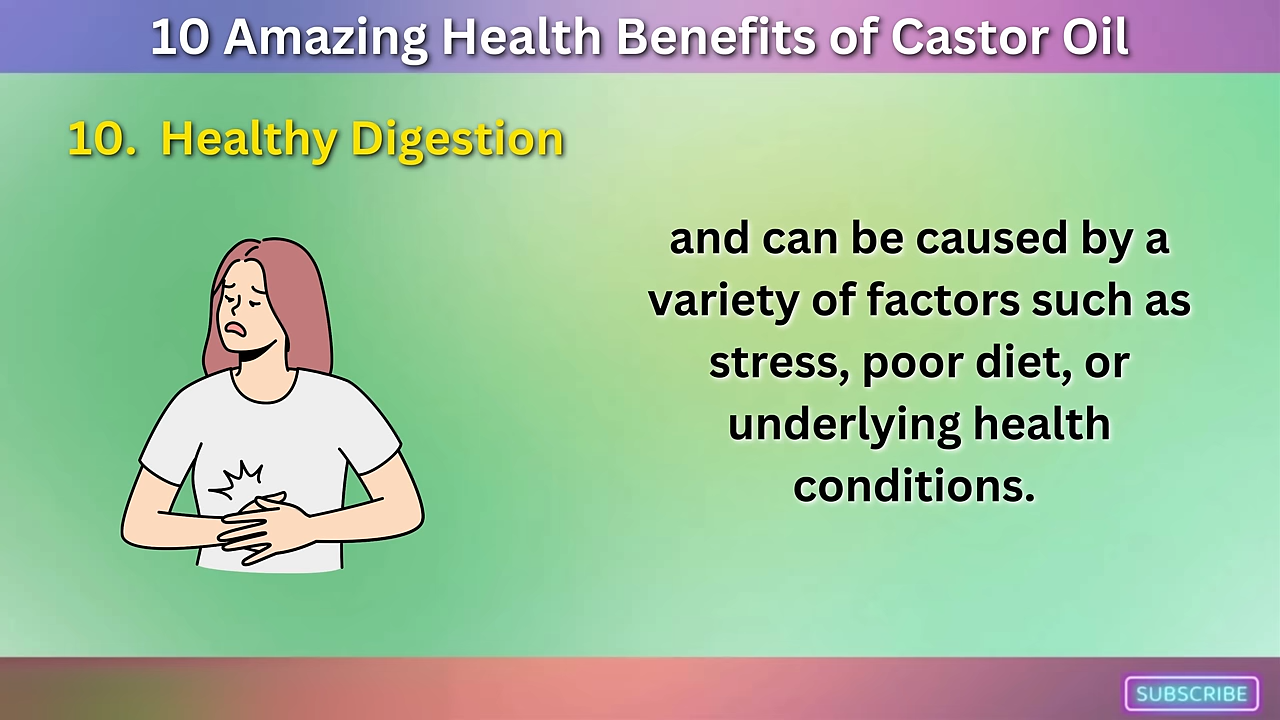 10 Amazing Health Benefits of Castor Oil
10. Healthy Digestion
and can be caused by a
variety of factors such as
stress, poor diet, or
underlying health
conditions.
SUBSCRIBE